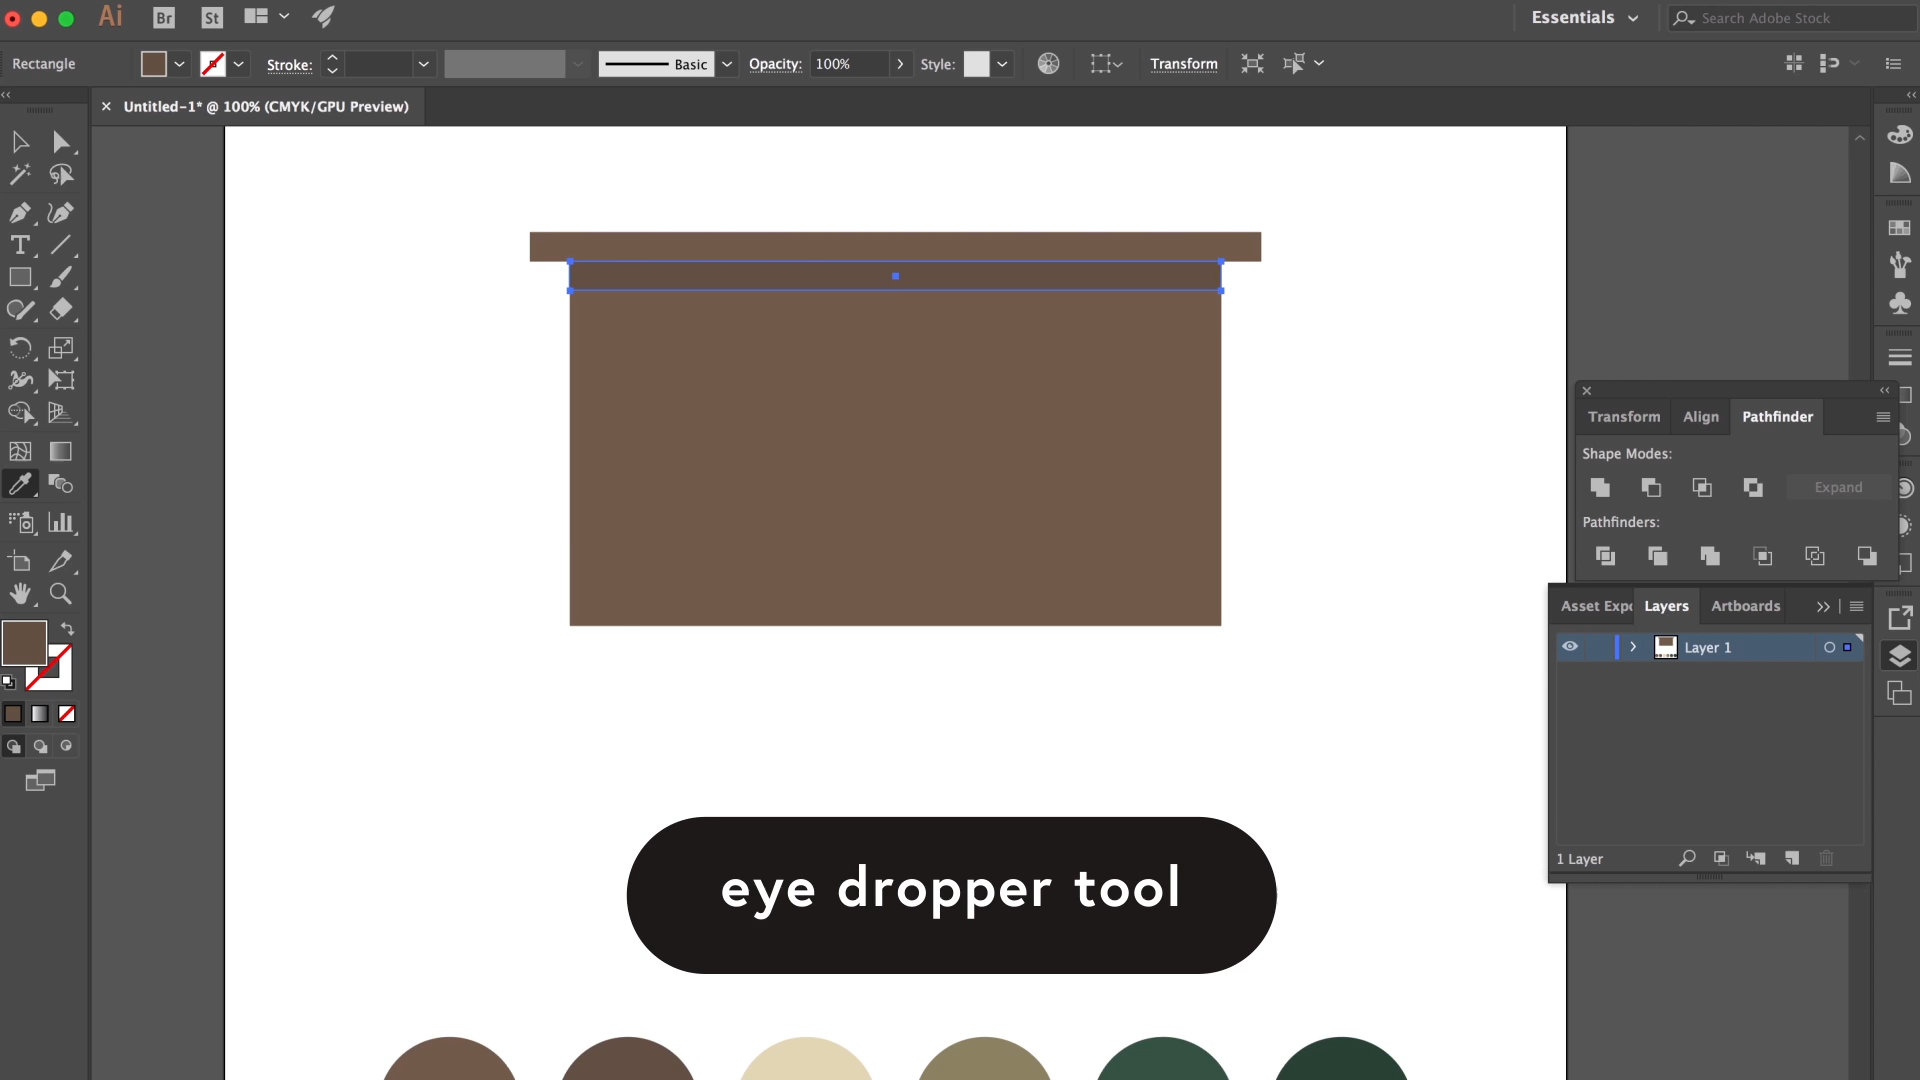 Ai
Br
St
Essentials
Search Adobe Stock
Rectangle
Stroke:
Basic
Opacity:
100%
Style:
Transform
Untitled-1* @ 100% (CMYK/GPU Preview)
Transform
Align
Pathfinder
Shape Modes:
Expand
Pathfinders:
Asset Expo
Layers
Artboards
Layer 1
1 Layer
eye dropper tool